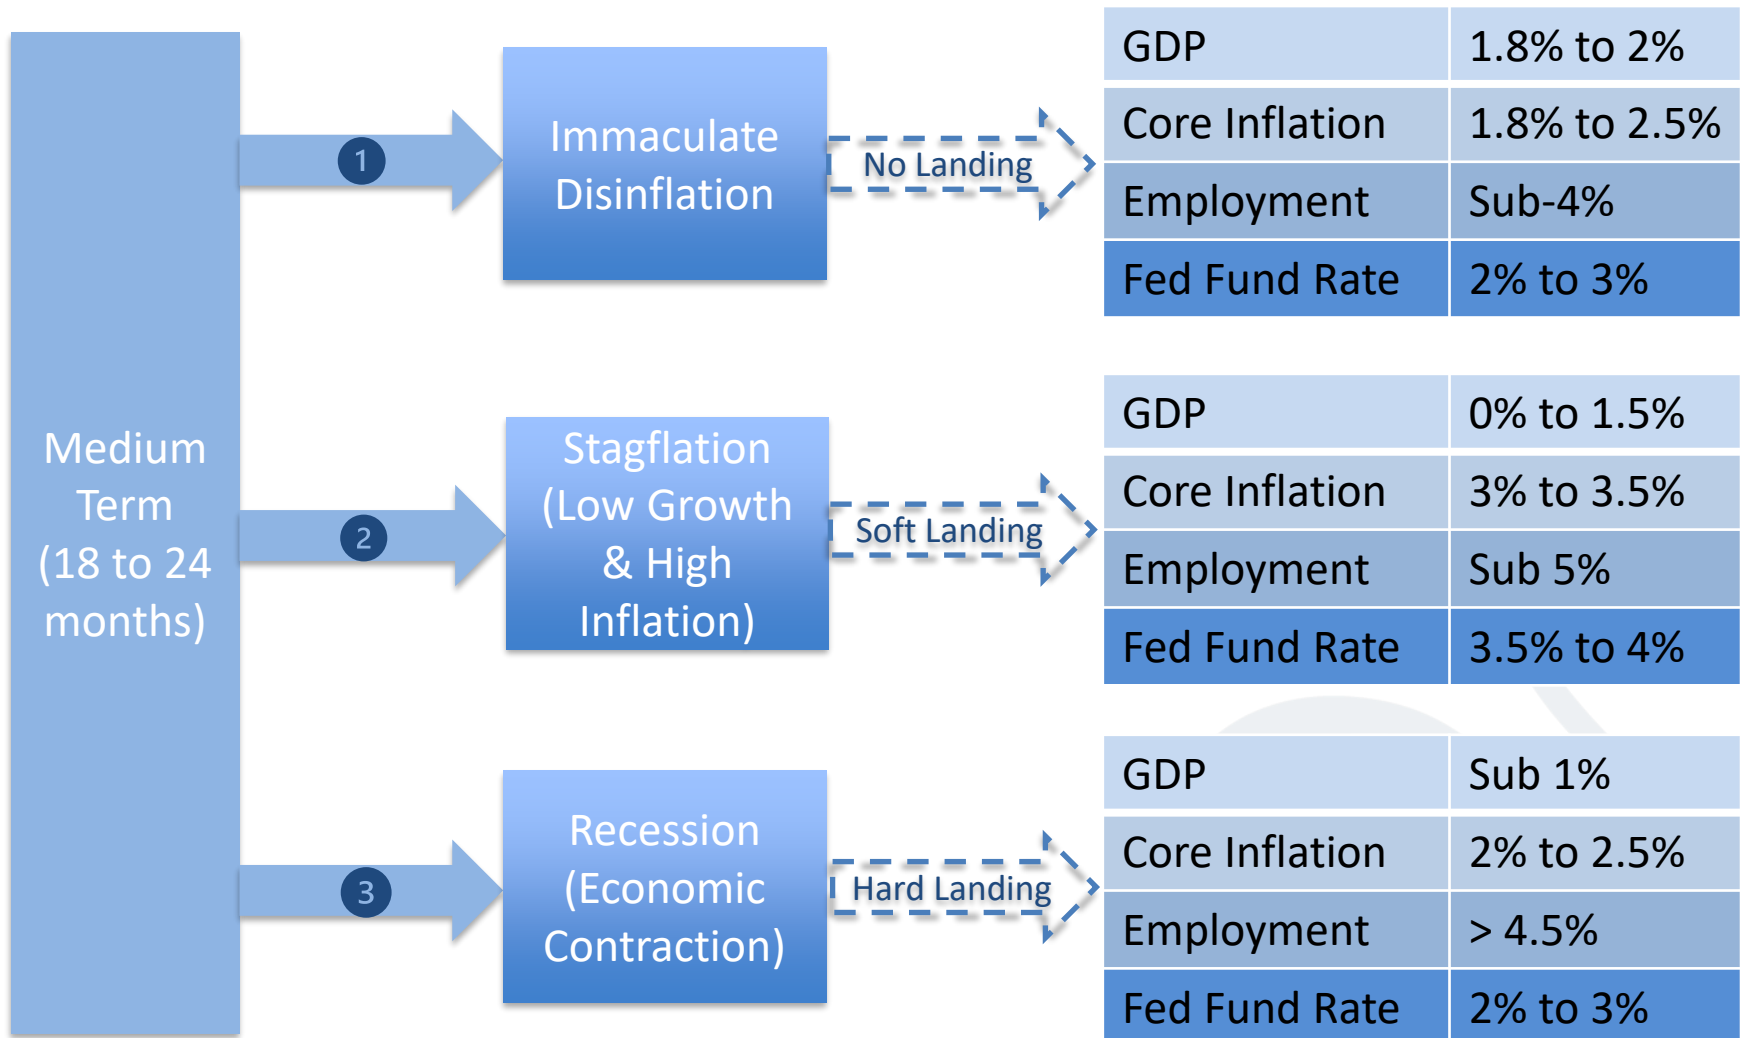 Medium
Term
(18 to 24
months)
1
Immaculate
Disinflation
No Landing
GDP 1.8% to 2%
Core Inflation 1.8% to 2.5%
Employment Sub-4%
Fed Fund Rate 2% to 3%
2
Stagflation
(Low Growth
& High
Inflation)
Soft Landing
GDP 0% to 1.5%
Core Inflation 3% to 3.5%
Employment Sub 5%
Fed Fund Rate 3.5% to 4%
3
Recession
(Economic
Contraction)
Hard Landing
GDP Sub 1%
Core Inflation 2% to 2.5%
Employment > 4.5%
Fed Fund Rate 2% to 3%